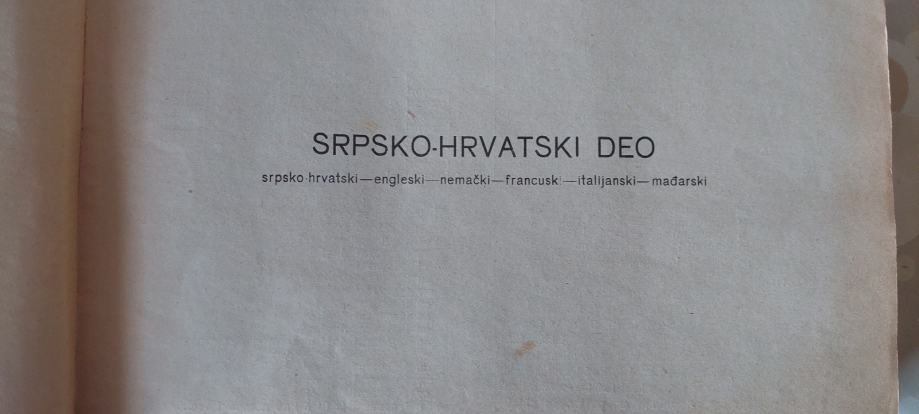 SRPSKO-HRVATSKI DEO
srpsko-hrvatski—engleski—nemački—francuski—italijanski—mađarski